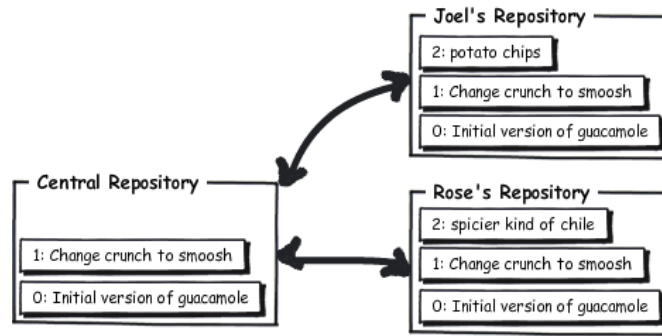 Joel's Repository
2: potato chips
1: Change crunch to smoosh
0: Initial version of guacamole
Central Repository
1: Change crunch to smoosh
0: Initial version of guacamole
Rose's Repository
2: spicier kind of chile
1: Change crunch to smoosh
0: Initial version of guacamole